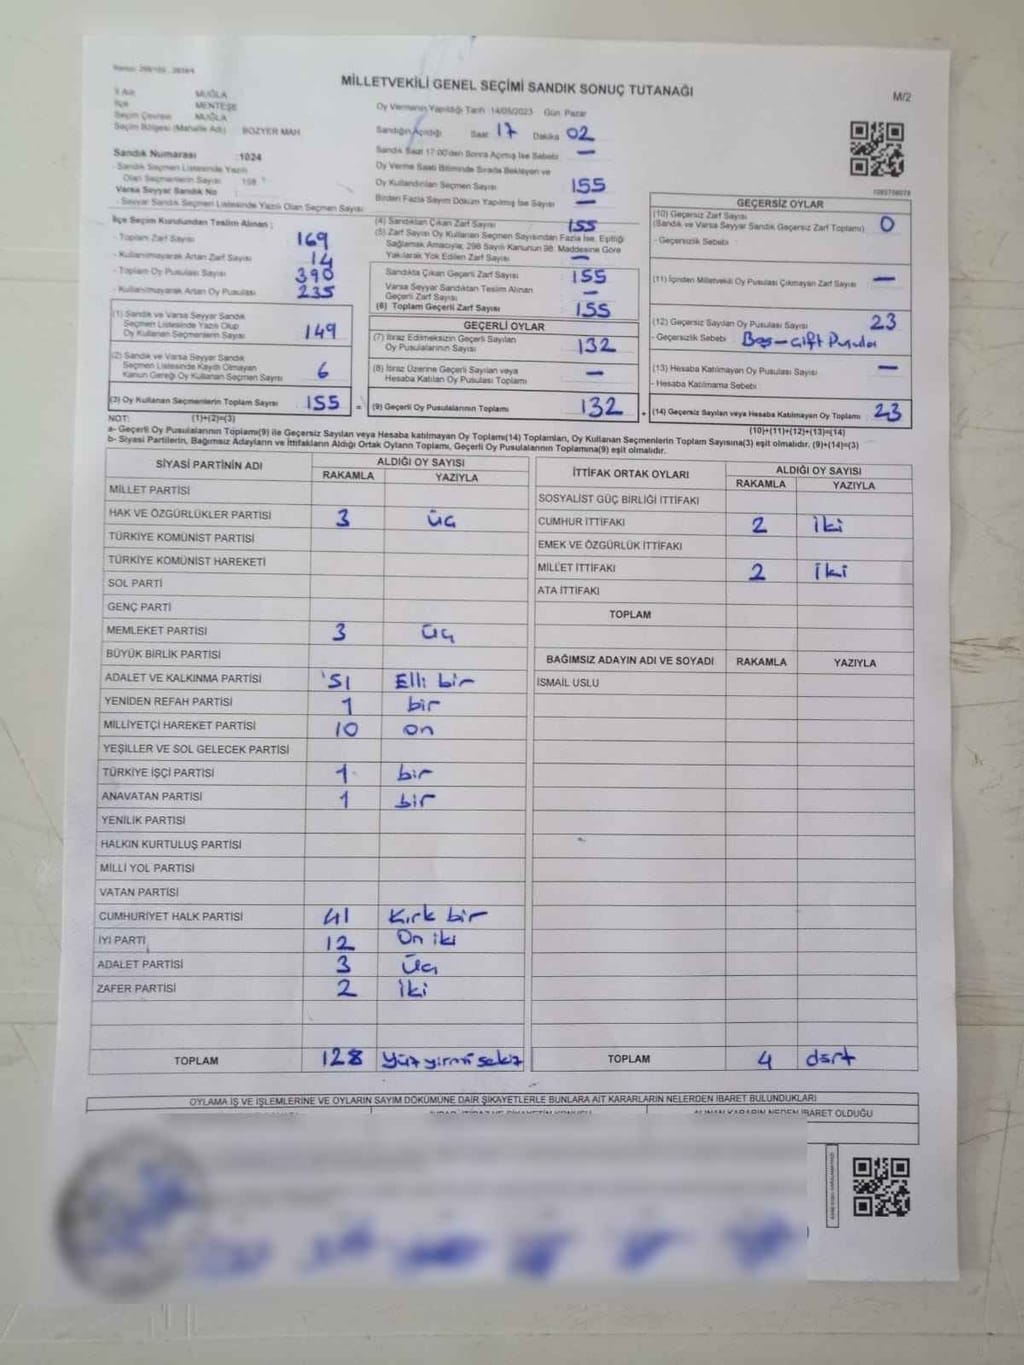 MİLLETVEKİLİ GENEL SEÇİMİ SANDIK SONUÇ TUTANAĞI
M/2
İl Adı MUĞLA
İlçe MENTEŞE
Seçim Çevresi MUĞLA
Seçim Bölgesi (Mahalle Adı) BOZYER MAH
Oy Vermenin Yapıldığı Tarih :14/05/2023 Gün Pazar
Sandığın Açıldığı Saat 17 Dakika 02
Sandık Saat 17:00'den Sonra Açılmış İse Sebebi —
Oy Verme Saati Bitiminde Sırada Bekleyen ve
Oy Kullandırılan Seçmen Sayısı 155
Birden Fazla Sayım Döküm Yapılmış İse Sayısı —
Sandık Numarası :1024
- Sandık Seçmen Listesinde Yazılı
Olan Seçmenlerin Sayısı 158
Varsa Seyyar Sandık No
- Seyyar Sandık Seçmen Listesinde Yazılı Olan Seçmen Sayısı
İlçe Seçim Kurulundan Teslim Alınan ;
- Toplam Zarf Sayısı 169
- Kullanılmayarak Artan Zarf Sayısı 14
- Toplam Oy Pusulası Sayısı 390
- Kullanılmayarak Artan Oy Pusulası 235
(1) Sandık ve Varsa Seyyar Sandık
Seçmen Listesinde Yazılı Olup
Oy Kullanan Seçmenlerin Sayısı 149
(2) Sandık ve Varsa Seyyar Sandık
Seçmen Listesinde Kayıtlı Olmayan
Kanun Gereği Oy Kullanan Seçmen Sayısı 6
(3) Oy Kullanan Seçmenlerin Toplam Sayısı 155 =
(4) Sandıktan Çıkan Zarf Sayısı 155
(5) Zarf Sayısı Oy Kullanan Seçmen Sayısından Fazla İse, Eşitliği
Sağlamak Amacıyla, 298 Sayılı Kanunun 98. Maddesine Göre
Yakılarak Yok Edilen Zarf Sayısı —
Sandıkta Çıkan Geçerli Zarf Sayısı 155
Varsa Seyyar Sandıktan Teslim Alınan
Geçerli Zarf Sayısı —
(6) Toplam Geçerli Zarf Sayısı 155
GEÇERLİ OYLAR
(7) İtiraz Edilmeksizin Geçerli Sayılan
Oy Pusulalarının Sayısı 132
(8) İtiraz Üzerine Geçerli Sayılan veya
Hesaba Katılan Oy Pusulaları Toplamı —
(9) Geçerli Oy Pusulalarının Toplamı 132 +
GEÇERSİZ OYLAR
(10) Geçersiz Zarf Sayısı
(Sandık ve Varsa Seyyar Sandık Geçersiz Zarf Toplamı) 0
- Geçersizlik Sebebi
(11) İçinden Milletvekili Oy Pusulası Çıkmayan Zarf Sayısı —
(12) Geçersiz Sayılan Oy Pusulası Sayısı 23
- Geçersizlik Sebebi Boş-Çift Pusula
(13) Hesaba Katılmayan Oy Pusulası Sayısı —
- Hesaba Katılmama Sebebi
(14) Geçersiz Sayılan veya Hesaba Katılmayan Oy Toplamı 23
NOT: (1)+(2)=(3) (10)+(11)+(12)+(13)=(14)
a- Geçerli Oy Pusulaları Toplamı(9) ile Geçersiz Sayılan veya Hesaba katılmayan Oy Toplamı(14) Toplamları, Oy Kullanan Seçmenlerin Toplam Sayısına(3) eşit olmalıdır. (9)+(14)=(3)
b- Siyasi Partilerin, Bağımsız Adayların ve İttifakların Aldığı Ortak Oyların Toplamı, Geçerli Oy Pusulalarının Toplamına(9) eşit olmalıdır.
SİYASİ PARTİNİN ADI ALDIĞI OY SAYISI
RAKAMLA YAZIYLA
MİLLET PARTİSİ
HAK VE ÖZGÜRLÜKLER PARTİSİ 3 üç
TÜRKİYE KOMÜNİST PARTİSİ
TÜRKİYE KOMÜNİST HAREKETİ
SOL PARTİ
GENÇ PARTİ
MEMLEKET PARTİSİ 3 üç
BÜYÜK BİRLİK PARTİSİ
ADALET VE KALKINMA PARTİSİ 51 Elli bir
YENİDEN REFAH PARTİSİ 1 bir
MİLLİYETÇİ HAREKET PARTİSİ 10 on
YEŞİLLER VE SOL GELECEK PARTİSİ
TÜRKİYE İŞÇİ PARTİSİ 1 bir
ANAVATAN PARTİSİ 1 bir
YENİLİK PARTİSİ
HALKIN KURTULUŞ PARTİSİ
MİLLİ YOL PARTİSİ
VATAN PARTİSİ
CUMHURİYET HALK PARTİSİ 41 Kırk bir
İYİ PARTİ 12 On iki
ADALET PARTİSİ 3 üç
ZAFER PARTİSİ 2 iki
TOPLAM 128 yüz yirmi sekiz
İTTİFAK ORTAK OYLARI ALDIĞI OY SAYISI
RAKAMLA YAZIYLA
SOSYALİST GÜÇ BİRLİĞİ İTTİFAKI
CUMHUR İTTİFAKI 2 iki
EMEK VE ÖZGÜRLÜK İTTİFAKI
MİLLET İTTİFAKI 2 iki
ATA İTTİFAKI
TOPLAM
BAĞIMSIZ ADAYIN ADI VE SOYADI RAKAMLA YAZIYLA
İSMAİL USLU
TOPLAM 4 dört
OYLAMA İŞ VE İŞLEMLERİNE VE OYLARIN SAYIM DÖKÜMÜNE DAİR ŞİKAYETLERLE BUNLARA AİT KARARLARIN NELERDEN İBARET BULUNDUKLARI
ALINAN KARARIN NEDEN İBARET OLDUĞU